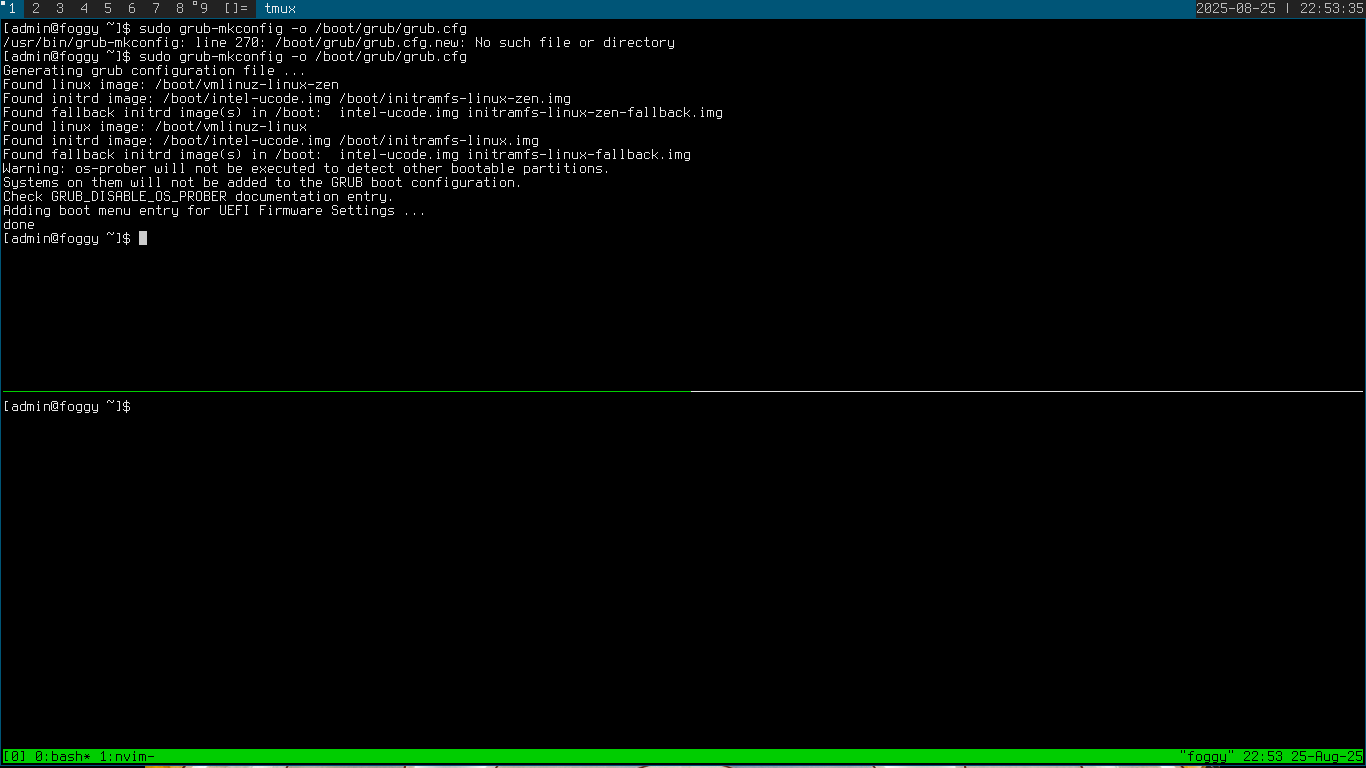 1 2 3 4 5 6 7 8 9 []= tmux 2025-08-25 | 22:53:35
[admin@foggy ~]$ sudo grub-mkconfig -o /boot/grub/grub.cfg
/usr/bin/grub-mkconfig: line 270: /boot/grub/grub.cfg.new: No such file or directory
[admin@foggy ~]$ sudo grub-mkconfig -o /boot/grub/grub.cfg
Generating grub configuration file ...
Found linux image: /boot/vmlinuz-linux-zen
Found initrd image: /boot/intel-ucode.img /boot/initramfs-linux-zen.img
Found fallback initrd image(s) in /boot:  intel-ucode.img initramfs-linux-zen-fallback.img
Found linux image: /boot/vmlinuz-linux
Found initrd image: /boot/intel-ucode.img /boot/initramfs-linux.img
Found fallback initrd image(s) in /boot:  intel-ucode.img initramfs-linux-fallback.img
Warning: os-prober will not be executed to detect other bootable partitions.
Systems on them will not be added to the GRUB boot configuration.
Check GRUB_DISABLE_OS_PROBER documentation entry.
Adding boot menu entry for UEFI Firmware Settings ...
done
[admin@foggy ~]$
[admin@foggy ~]$
[0] 0:bash* 1:nvim- "foggy" 22:53 25-Aug-25